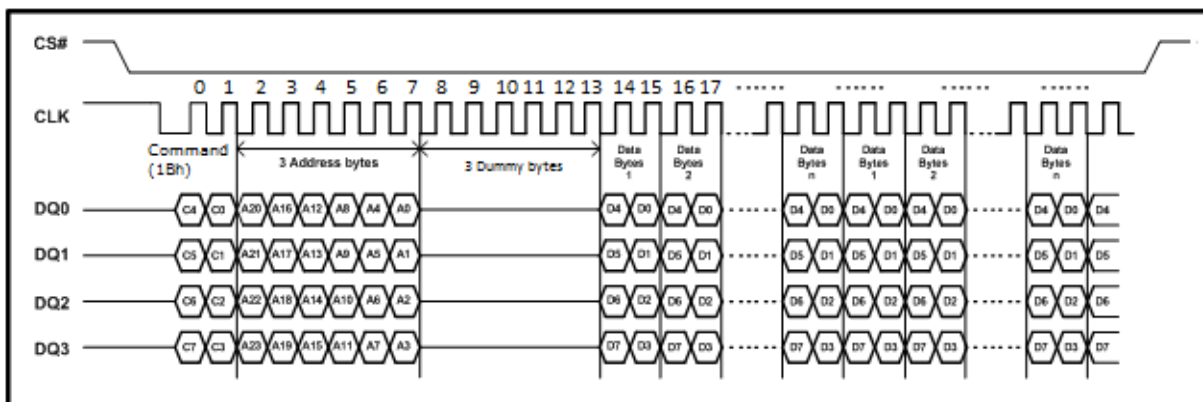 CS#
0 1 2 3 4 5 6 7 8 9 10 11 12 13 14 15 16 17
CLK
Command
(1Bh)
3 Address bytes
3 Dummy bytes
Data
Bytes
1
Data
Bytes
2
Data
Bytes
n
Data
Bytes
1
Data
Bytes
2
Data
Bytes
n
DQ0 C4 C0 A20 A16 A12 A8 A4 A0 D4 D0 D4 D0 D4 D0 D4 D0 D4 D0 D4 D0 D4
DQ1 C5 C1 A21 A17 A13 A9 A5 A1 D5 D1 D5 D1 D5 D1 D5 D1 D5 D1 D5 D1 D5
DQ2 C6 C2 A22 A18 A14 A10 A6 A2 D6 D2 D6 D2 D6 D2 D6 D2 D6 D2 D6 D2 D6
DQ3 C7 C3 A23 A19 A15 A11 A7 A3 D7 D3 D7 D3 D7 D3 D7 D3 D7 D3 D7 D3 D7